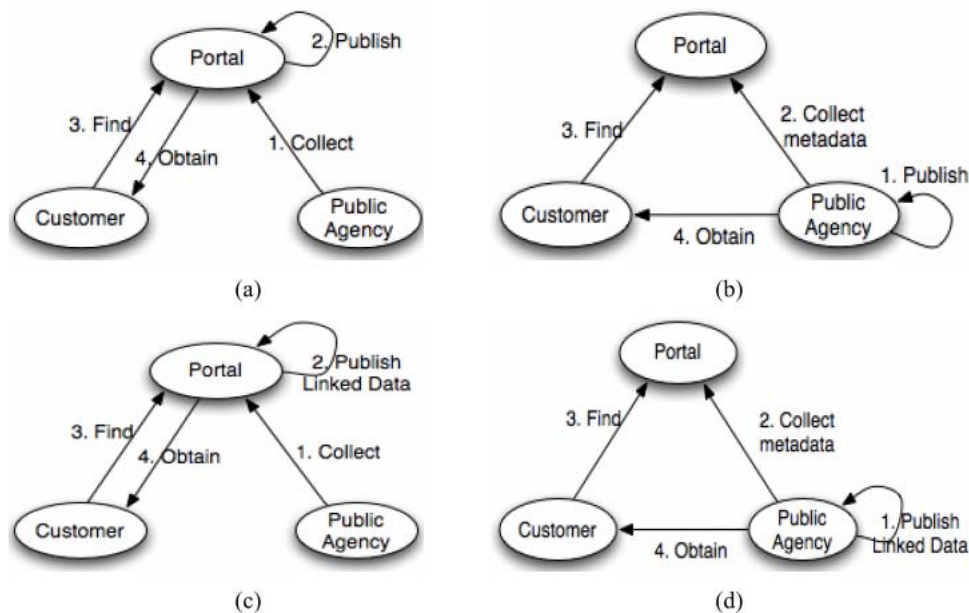 Portal
2. Publish
3. Find
4. Obtain
1. Collect
Customer
Public
Agency
(a)
Portal
3. Find
2. Collect
metadata
1. Publish
Customer
Public
Agency
4. Obtain
(b)
Portal
2. Publish
Linked Data
3. Find
4. Obtain
1. Collect
Customer
Public
Agency
(c)
Portal
3. Find
2. Collect
metadata
Customer
Public
Agency
1. Publish
Linked Data
4. Obtain
(d)